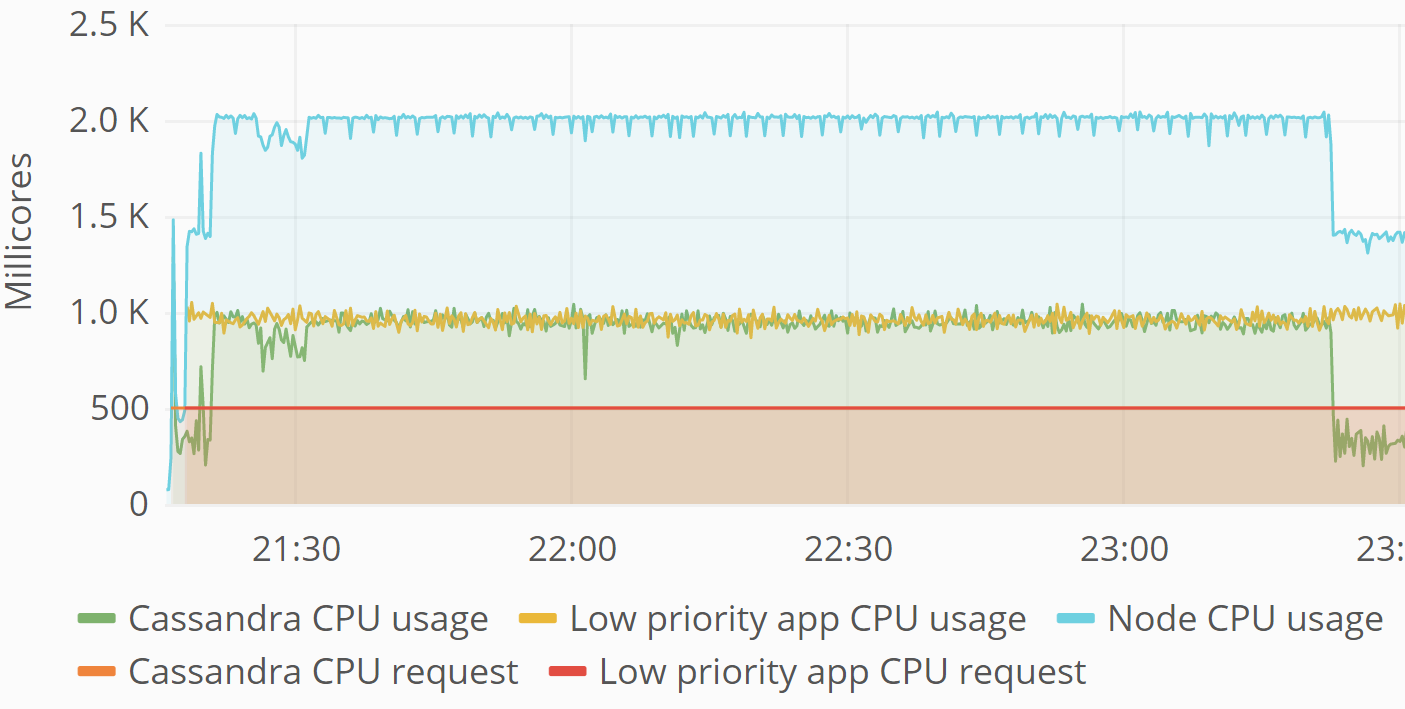 2.5 K
2.0 K
1.5 K
1.0 K
500
0
Millicores
21:30 22:00 22:30 23:00 23:
Cassandra CPU usage Low priority app CPU usage Node CPU usage
Cassandra CPU request Low priority app CPU request